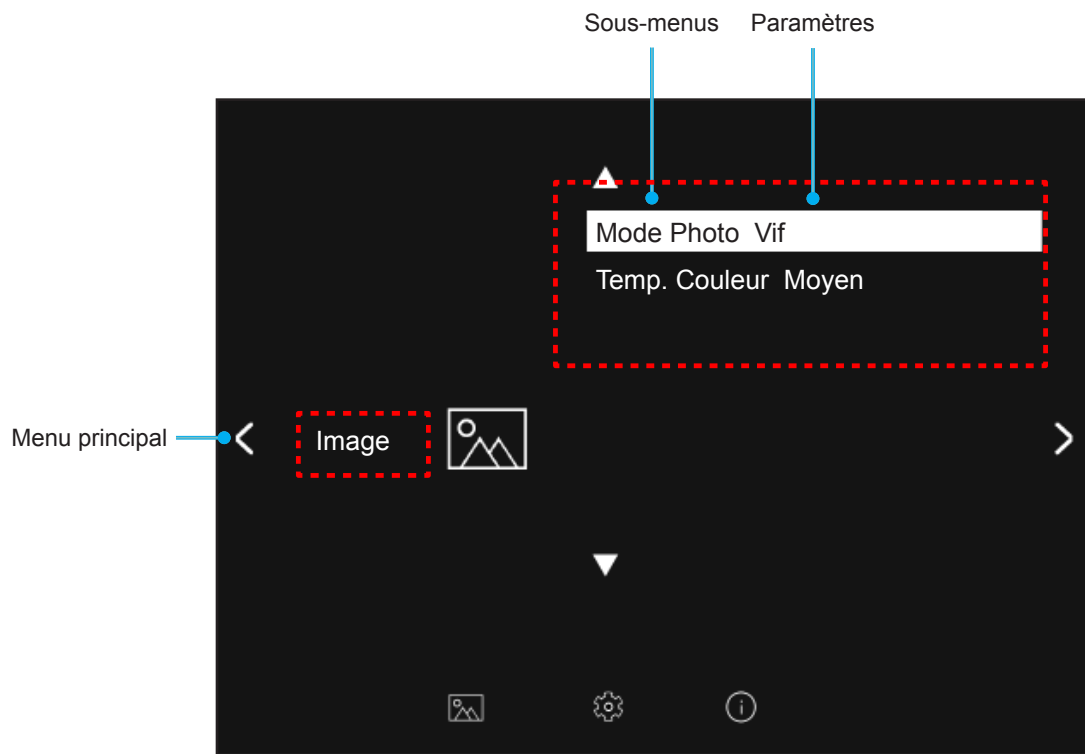 Sous-menus Paramètres
Mode Photo Vif
Temp. Couleur Moyen
Menu principal
Image